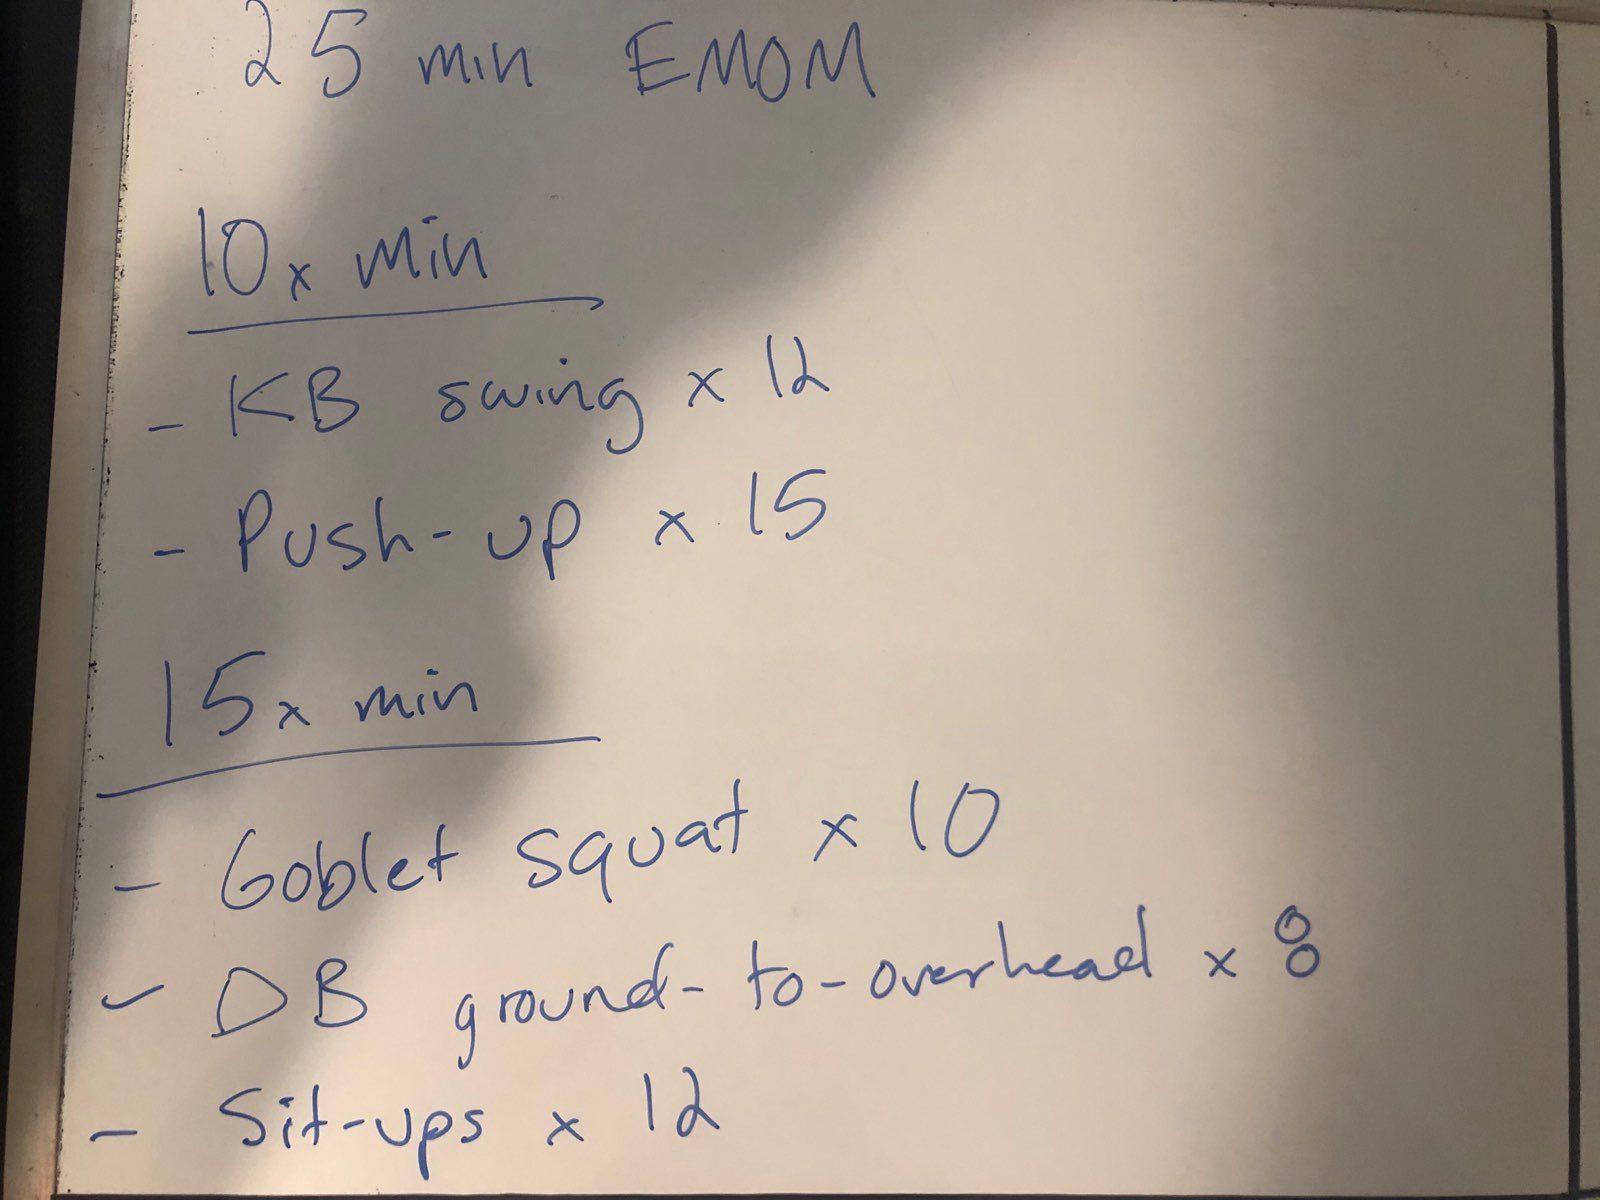 25 min EMOM
10x min
- KB swing x 12
- Push-up x 15
15x min
- Goblet squat x 10
- DB ground-to-overhead x 8
- Sit-ups x 12